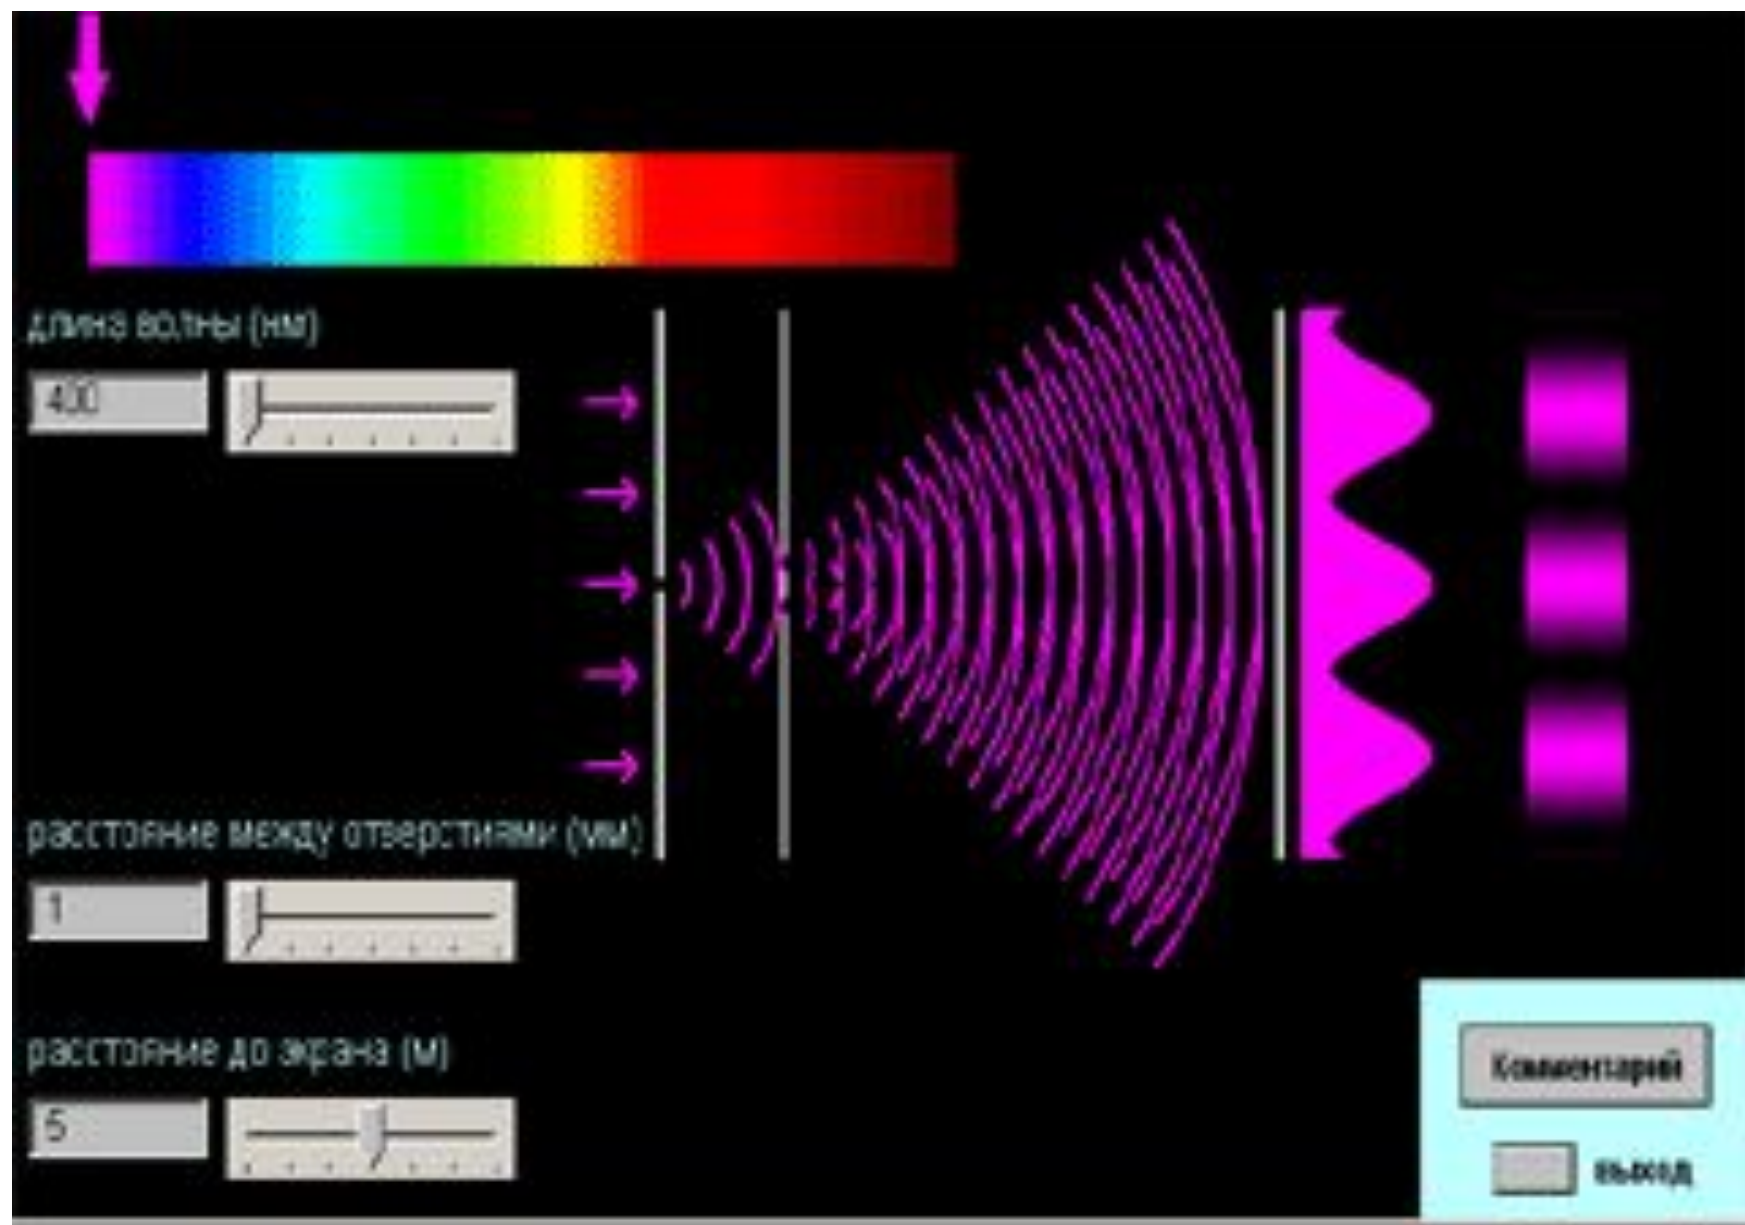 длина волны (нм)
400
расстояние между отверстиями (мм)
1
расстояние до экрана (м)
5
Комментарий
выход